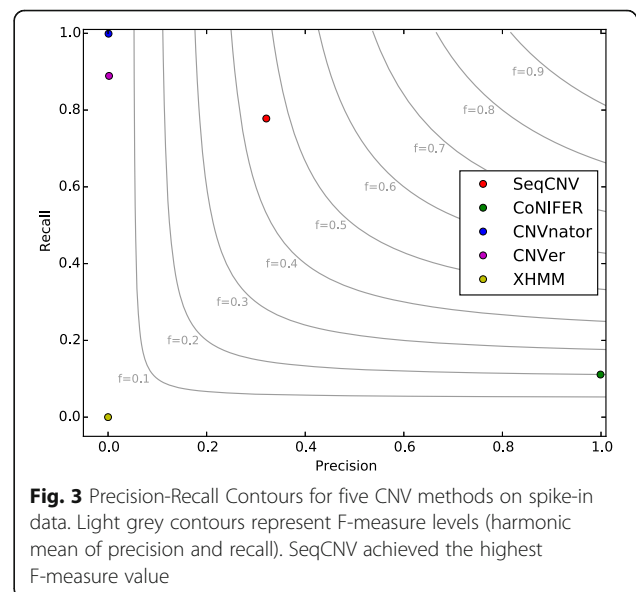 1.0
0.8
0.6
0.4
0.2
0.0
Recall
f=0.9
f=0.8
f=0.7
f=0.6
f=0.5
f=0.4
f=0.3
f=0.2
f=0.1
SeqCNV
CoNIFER
CNVnator
CNVer
XHMM
0.0 0.2 0.4 0.6 0.8 1.0
Precision
Fig. 3 Precision-Recall Contours for five CNV methods on spike-in
data. Light grey contours represent F-measure levels (harmonic
mean of precision and recall). SeqCNV achieved the highest
F-measure value